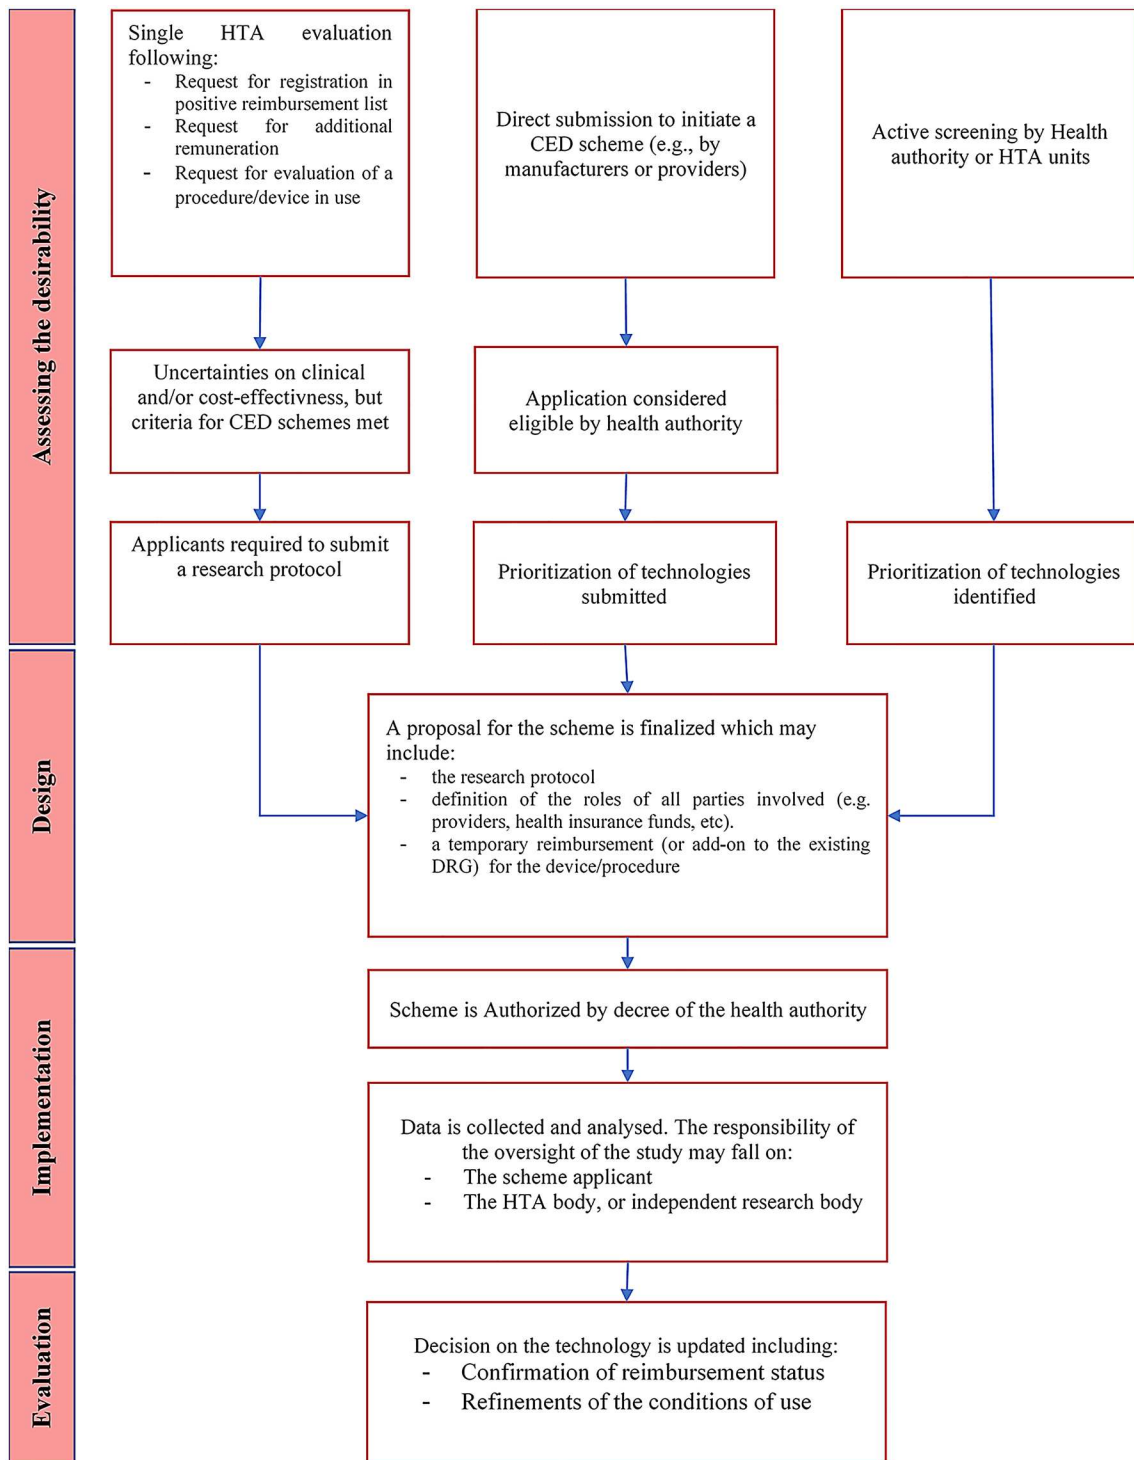 Assessing the desirability
Single HTA evaluation
following:
- Request for registration in
positive reimbursement list
- Request for additional
remuneration
- Request for evaluation of a
procedure/device in use
Direct submission to initiate a
CED scheme (e.g., by
manufacturers or providers)
Active screening by Health
authority or HTA units
Uncertainties on clinical
and/or cost-effectivness, but
criteria for CED schemes met
Application considered
eligible by health authority
Applicants required to submit
a research protocol
Prioritization of technologies
submitted
Prioritization of technologies
identified
Design
A proposal for the scheme is finalized which may
include:
- the research protocol
- definition of the roles of all parties involved (e.g.
providers, health insurance funds, etc).
- a temporary reimbursement (or add-on to the existing
DRG) for the device/procedure
Implementation
Scheme is Authorized by decree of the health authority
Data is collected and analysed. The responsibility of
the oversight of the study may fall on:
- The scheme applicant
- The HTA body, or independent research body
Evaluation
Decision on the technology is updated including:
- Confirmation of reimbursement status
- Refinements of the conditions of use